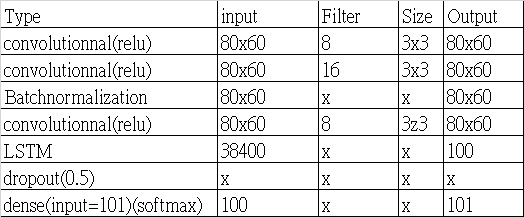 Type input Filter Size Output
convolutionnal(relu) 80x60 8 3x3 80x60
convolutionnal(relu) 80x60 16 3x3 80x60
Batchnormalization 80x60 x x 80x60
convolutionnal(relu) 80x60 8 3z3 80x60
LSTM 38400 x x 100
dropout(0.5) x x x x
dense(input=101)(softmax) 100 x x 101